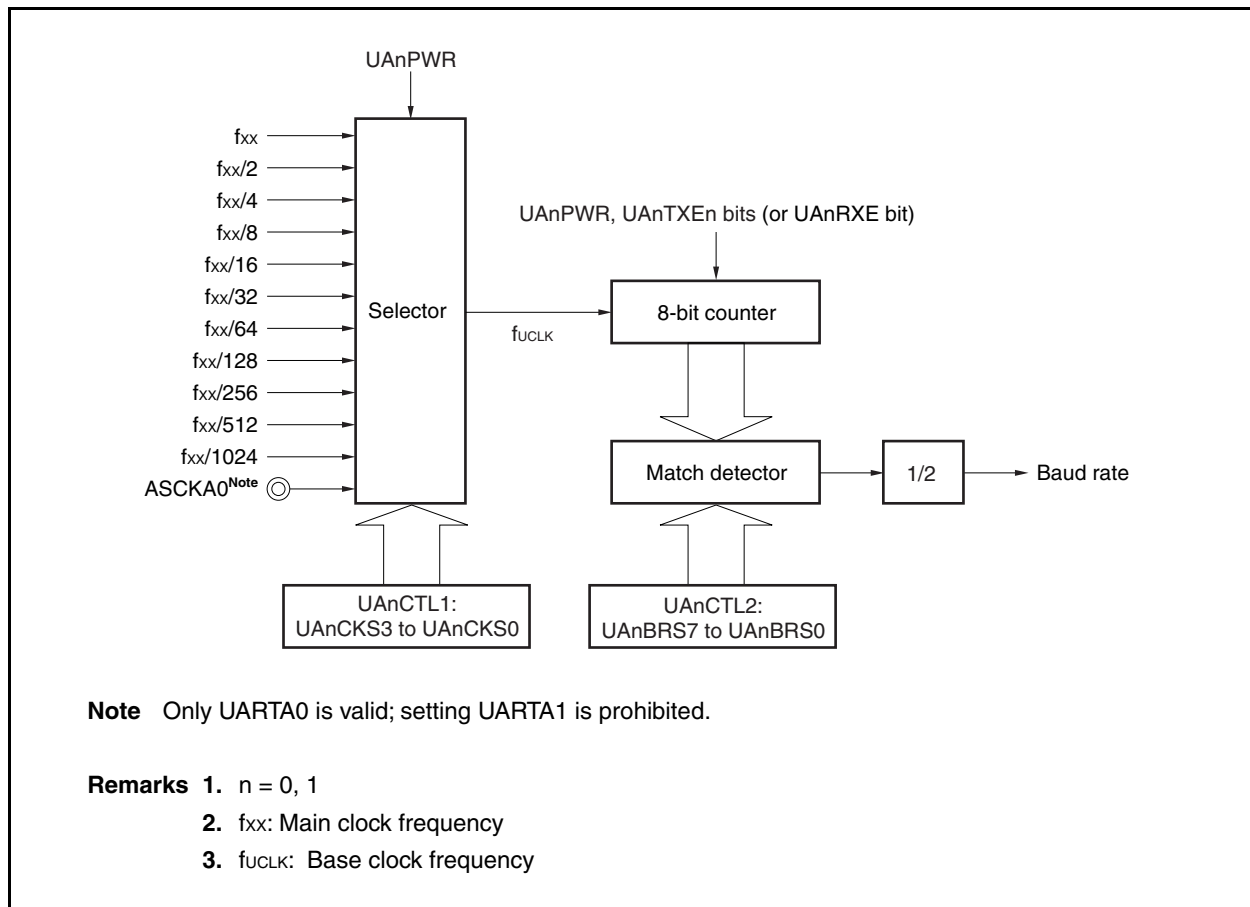 UAnPWR
fXX
fXX/2
fXX/4
fXX/8
fXX/16
fXX/32
fXX/64
fXX/128
fXX/256
fXX/512
fXX/1024
ASCKA0Note
Selector
fUCLK
UAnPWR, UAnTXEn bits (or UAnRXE bit)
8-bit counter
Match detector
1/2
Baud rate
UAnCTL1:
UAnCKS3 to UAnCKS0
UAnCTL2:
UAnBRS7 to UAnBRS0
Note Only UARTA0 is valid; setting UARTA1 is prohibited.
Remarks 1. n = 0, 1
2. fXX: Main clock frequency
3. fUCLK: Base clock frequency